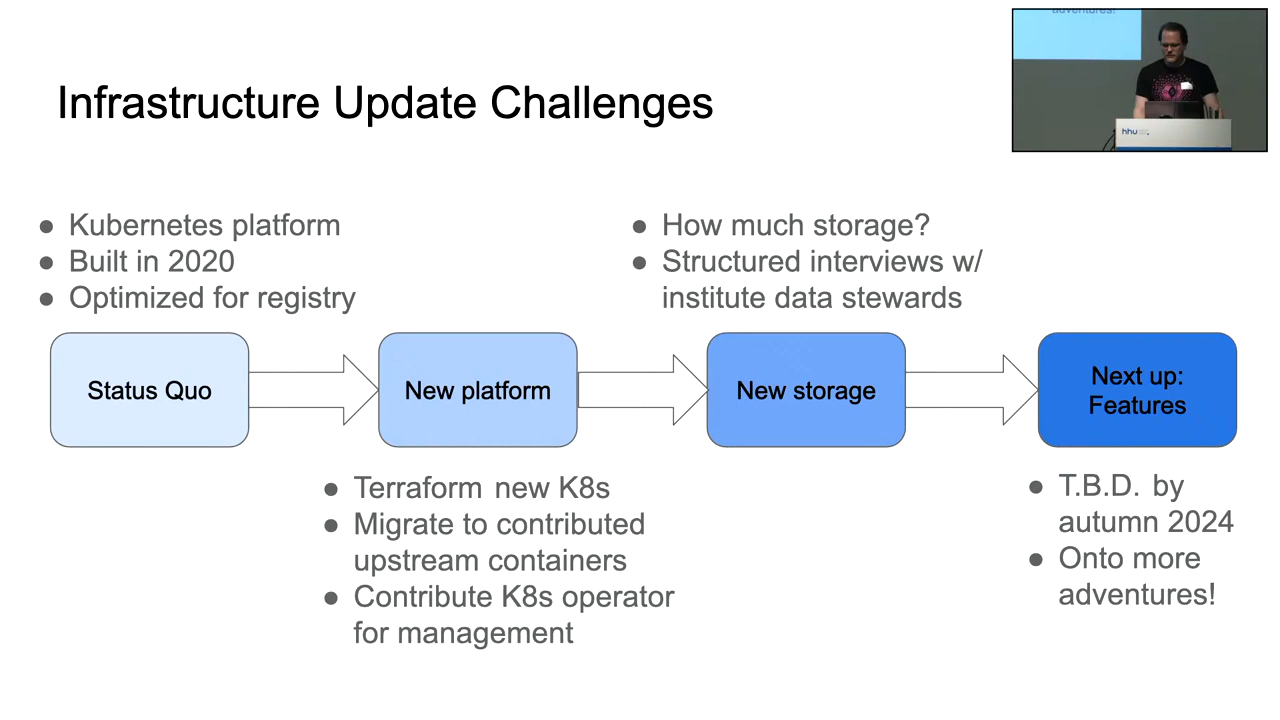 adventures!
hhu
Infrastructure Update Challenges
● Kubernetes platform
● Built in 2020
● Optimized for registry
● How much storage?
● Structured interviews w/
institute data stewards
Status Quo
New platform
New storage
Next up:
Features
● Terraform new K8s
● Migrate to contributed
upstream containers
● Contribute K8s operator
for management
● T.B.D. by
autumn 2024
● Onto more
adventures!